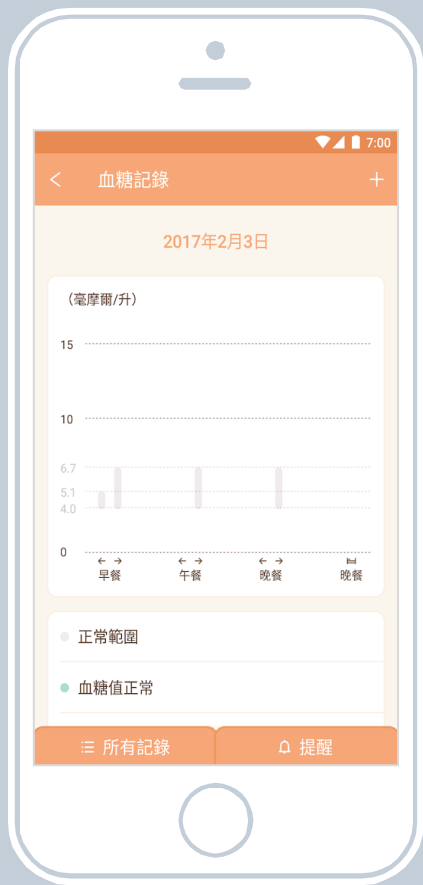 7:00
血糖記錄
2017年2月3日
（毫摩爾/升）
15
10
6.7
5.1
4.0
0
← → ← → ← →
早餐 午餐 晚餐 晚餐
正常範圍
血糖值正常
所有記錄 提醒